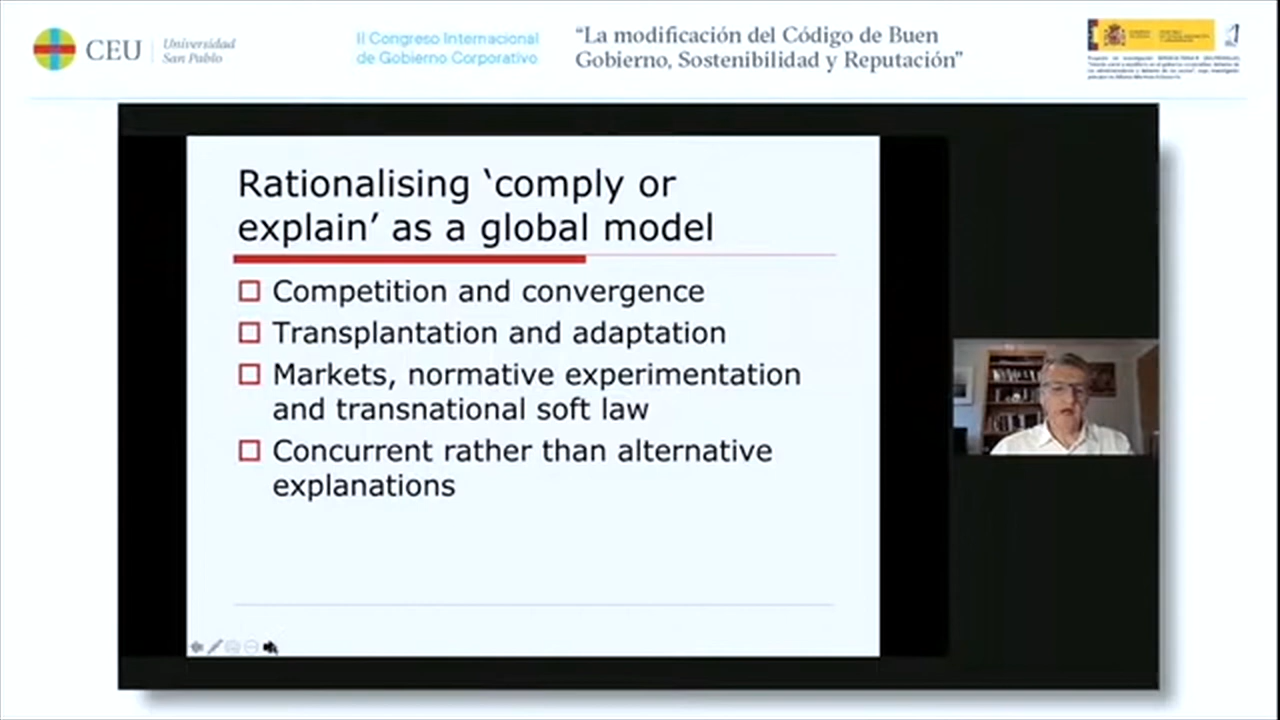 CEU
Universidad
San Pablo
II Congreso Internacional
de Gobierno Corporativo
“La modificación del Código de Buen
Gobierno, Sostenibilidad y Reputación”
Rationalising ‘comply or
explain’ as a global model
Competition and convergence
Transplantation and adaptation
Markets, normative experimentation
and transnational soft law
Concurrent rather than alternative
explanations